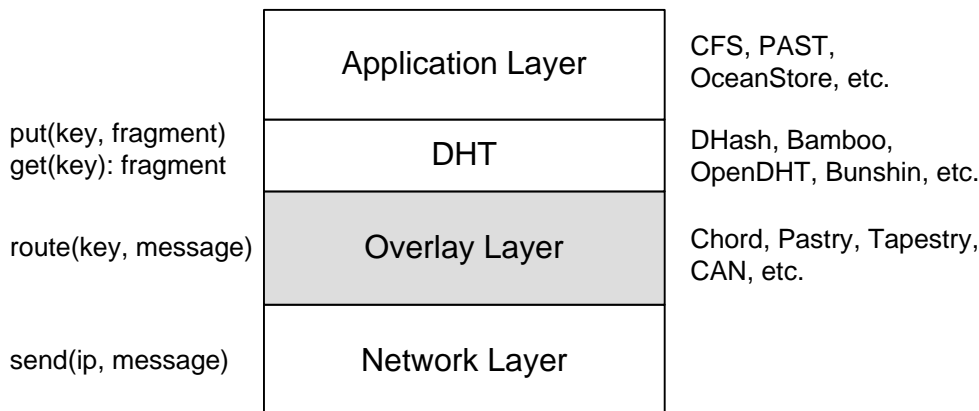 Application Layer
CFS, PAST,
OceanStore, etc.
put(key, fragment)
get(key): fragment
DHT
DHash, Bamboo,
OpenDHT, Bunshin, etc.
route(key, message)
Overlay Layer
Chord, Pastry, Tapestry,
CAN, etc.
send(ip, message)
Network Layer